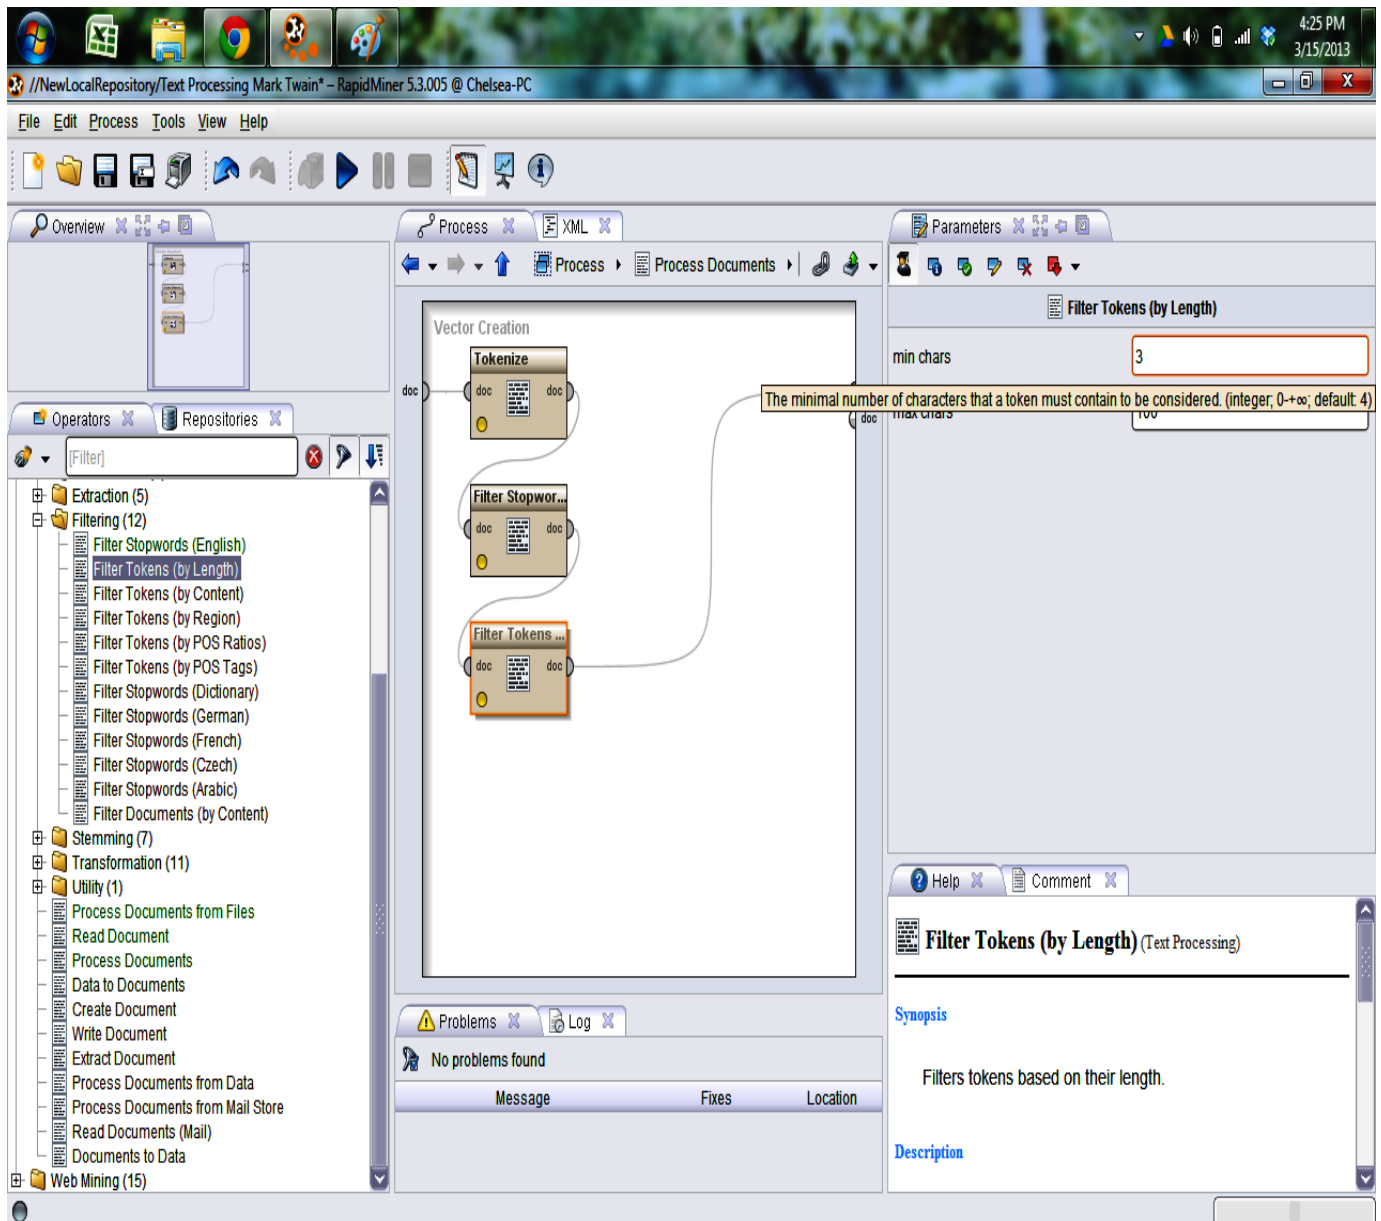 4:25 PM
3/15/2013
//NewLocalRepository/Text Processing Mark Twain* – RapidMiner 5.3.005 @ Chelsea-PC
File Edit Process Tools View Help
Overview
Process
XML
Parameters
Process
Process Documents
Filter Tokens (by Length)
Vector Creation
min chars
3
Tokenize
doc
doc
doc
The minimal number of characters that a token must contain to be considered. (integer; 0-+∞; default: 4)
max chars
100
doc
Operators
Repositories
[Filter]
Extraction (5)
Filtering (12)
Filter Stopwords (English)
Filter Tokens (by Length)
Filter Tokens (by Content)
Filter Tokens (by Region)
Filter Tokens (by POS Ratios)
Filter Tokens (by POS Tags)
Filter Stopwords (Dictionary)
Filter Stopwords (German)
Filter Stopwords (French)
Filter Stopwords (Czech)
Filter Stopwords (Arabic)
Filter Documents (by Content)
Stemming (7)
Transformation (11)
Utility (1)
Process Documents from Files
Read Document
Process Documents
Data to Documents
Create Document
Write Document
Extract Document
Process Documents from Data
Process Documents from Mail Store
Read Documents (Mail)
Documents to Data
Web Mining (15)
Filter Stopwor...
doc
doc
Filter Tokens ...
doc
doc
Problems
Log
No problems found
Message Fixes Location
Help
Comment
Filter Tokens (by Length) (Text Processing)
Synopsis
Filters tokens based on their length.
Description